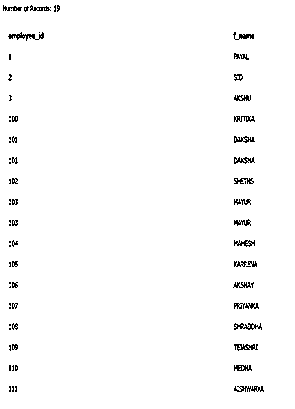 Number of Records: 19
employee_id f_name
1 PAYAL
2 SID
3 AKSHU
100 KRITIKA
101 DAKSHA
101 DAKSHA
102 SHETHS
103 MAYUR
103 MAYUR
104 MAHESH
105 KAREENA
106 AKSHAY
107 PRIYANKA
108 SHRADDHA
109 TEJASHRI
110 MEDHA
111 AISHWARYA